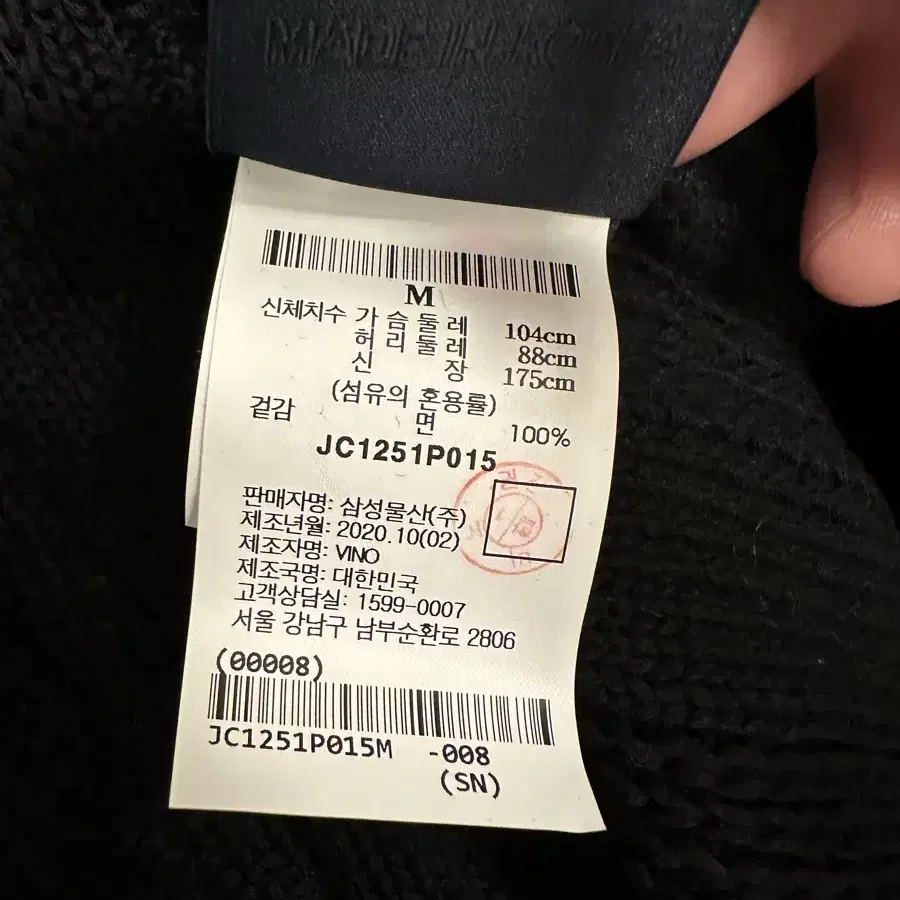 MADE IN KOREA
M
신체치수 가 슴 둘 레 104cm
허 리 둘 레 88cm
신 장 175cm
(섬유의 혼용률)
겉감 면 100%
JC1251P015
판매자명: 삼성물산(주)
제조년월: 2020.10(02)
제조자명: VINO
제조국명: 대한민국
고객상담실: 1599-0007
서울 강남구 남부순환로 2806
(00008)
JC1251P015M -008
(SN)